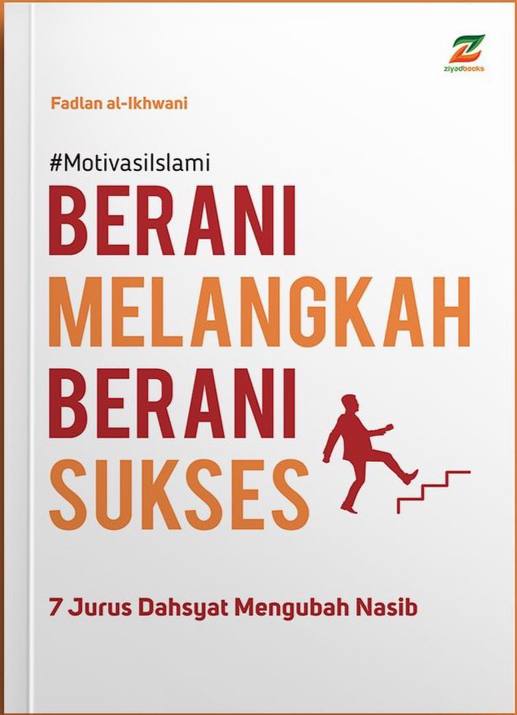 ziyadbooks
Fadlan al-Ikhwani
#MotivasiIslami
BERANI
MELANGKAH
BERANI
SUKSES
7 Jurus Dahsyat Mengubah Nasib